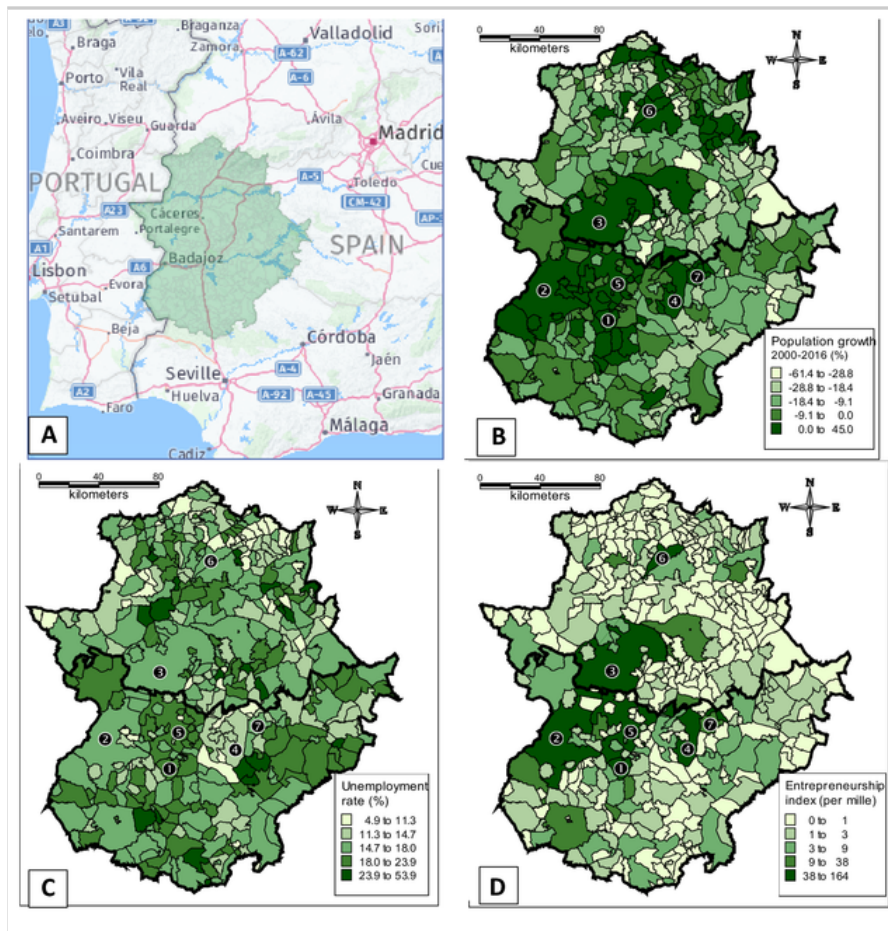 Braganza
Zamora
Valladolid
A-62
A-6
Braga
Porto
Vila
Real
Aveiro
Viseu
Guarda
Ávila
Madrid
Coimbra
PORTUGAL
A-5
Toledo
CM-42
A23
Cáceres
Portalegre
Santarem
SPAIN
A1
Lisbon
A6
Badajoz
Setubal
Evora
Beja
Córdoba
Jaén
A-4
Seville
A2
Huelva
A-92
A-45
Granada
Faro
Málaga
Cadiz
A
0 80
kilometers
N
W E
S
6
3
2
5
7
4
1
Population growth
2000-2016 (%)
-61.4 to -28.8
-28.8 to -18.4
-18.4 to -9.1
-9.1 to 0.0
0.0 to 45.0
B
0 80
kilometers
N
W E
S
6
3
2
5
7
4
1
Unemployment
rate (%)
4.9 to 11.3
11.3 to 14.7
14.7 to 18.0
18.0 to 23.9
23.9 to 53.9
C
0 80
kilometers
N
W E
S
6
3
2
5
7
4
1
Entrepreneurship
index (per mille)
0 to 1
1 to 3
3 to 9
9 to 38
38 to 164
D